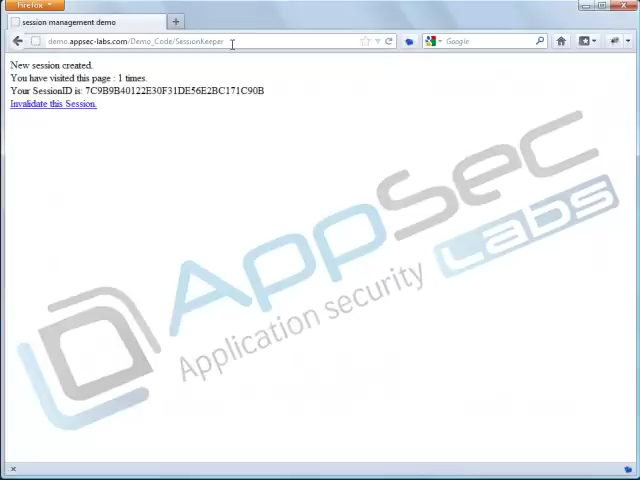 Firefox
session management demo
demo.appsec-labs.com/Demo_Code/SessionKeeper
Google
New session created.
You have visited this page : 1 times.
Your SessionID is: 7C9B9B40122E30F31DE56E2BC171C90B
Invalidate this Session.
AppSec
Labs
Application security